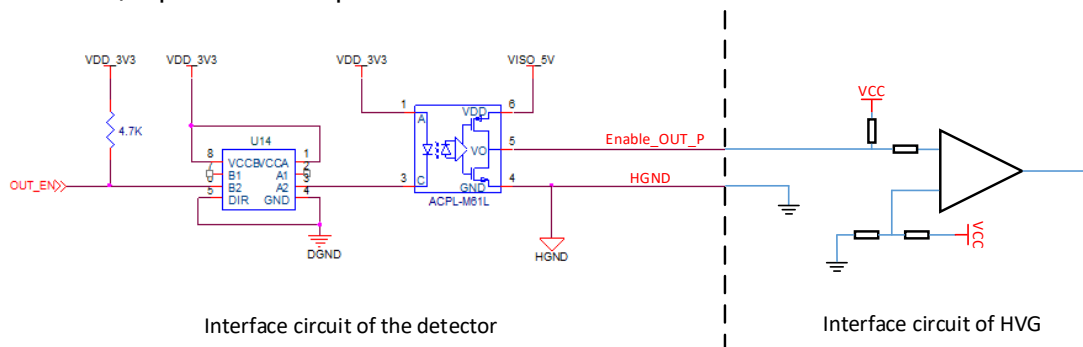 VDD_3V3
VDD_3V3
VDD_3V3
VISO_5V
4.7K
U14
8
VCCB
VCCA
1
B1
A1
2
OUT_EN
B2
A2
3
5
DIR
GND
4
DGND
1
A
3
C
VDD
6
VO
5
GND
4
ACPL-M61L
Enable_OUT_P
HGND
HGND
VCC
VCC
Interface circuit of the detector
Interface circuit of HVG